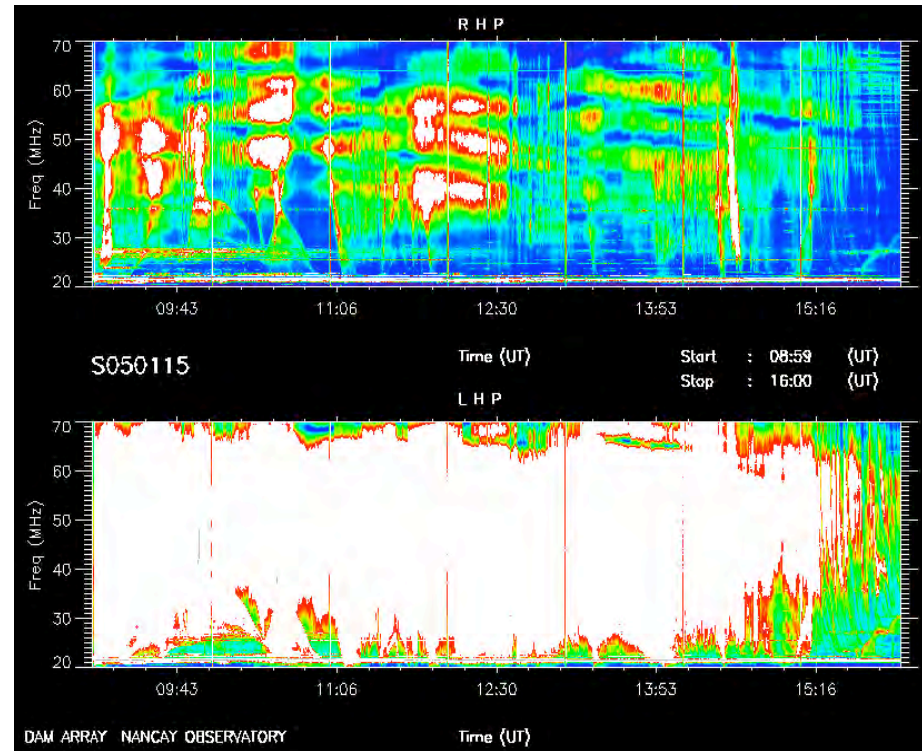 RHP
70
60
50
40
30
20
Freq (MHz)
09:43 11:06 12:30 13:53 15:16
Time (UT)
S050115
Start : 08:59 (UT)
Stop : 16:00 (UT)
LHP
70
60
50
40
30
20
Freq (MHz)
09:43 11:06 12:30 13:53 15:16
DAM ARRAY NANCAY OBSERVATORY
Time (UT)